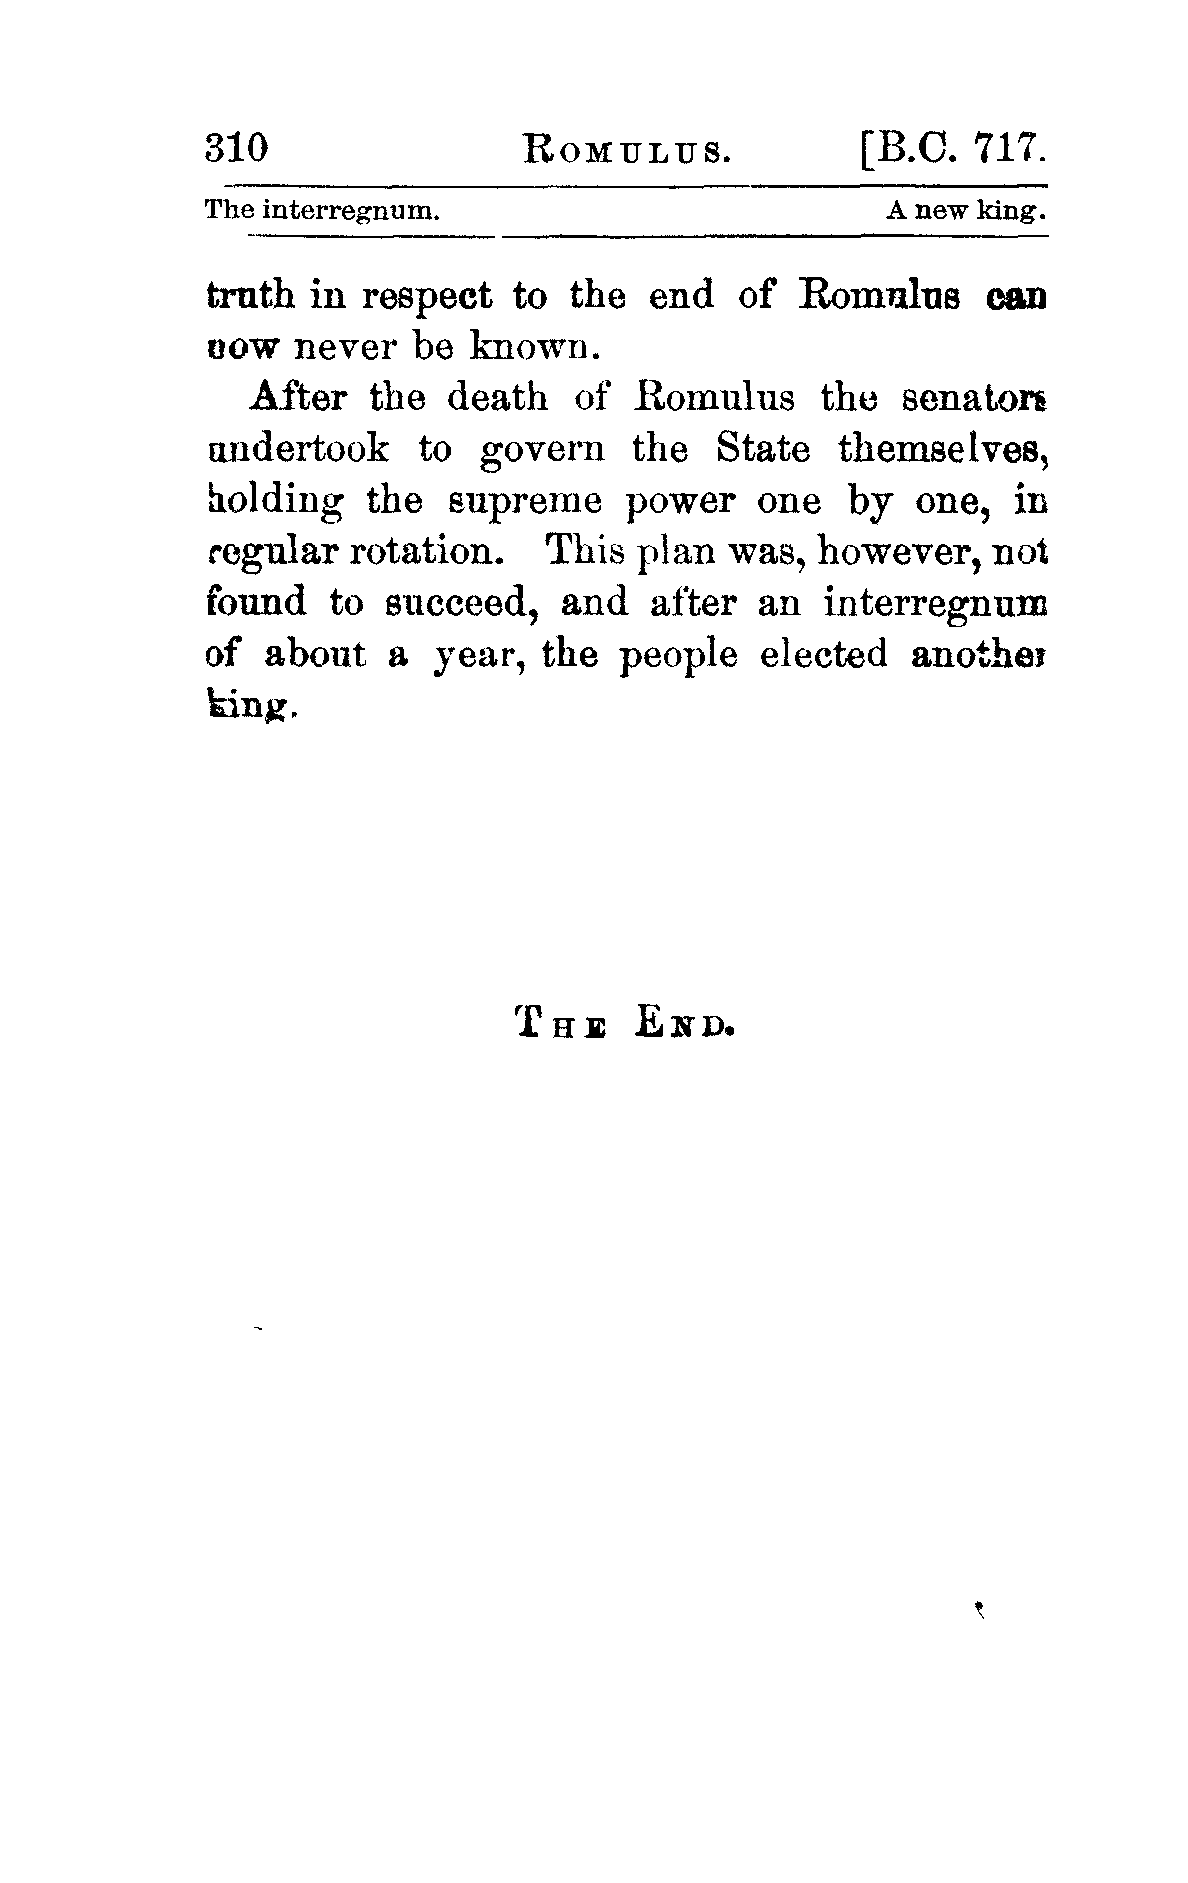 310 ROMULUS. [B.C. 717.
The interregnum. A new king.
truth in respect to the end of Romulus can
now never be known.
After the death of Romulus the senators
undertook to govern the State themselves,
holding the supreme power one by one, in
regular rotation. This plan was, however, not
found to succeed, and after an interregnum
of about a year, the people elected another
king.
THE END.